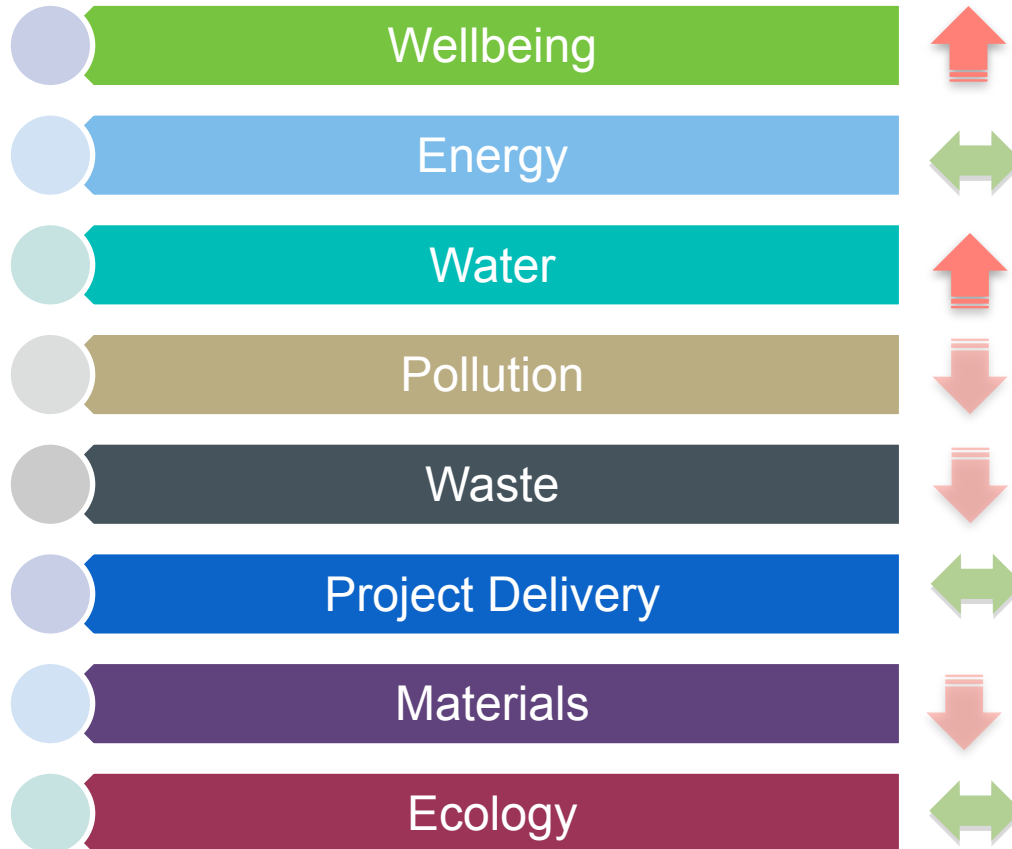 Wellbeing
Energy
Water
Pollution
Waste
Project Delivery
Materials
Ecology